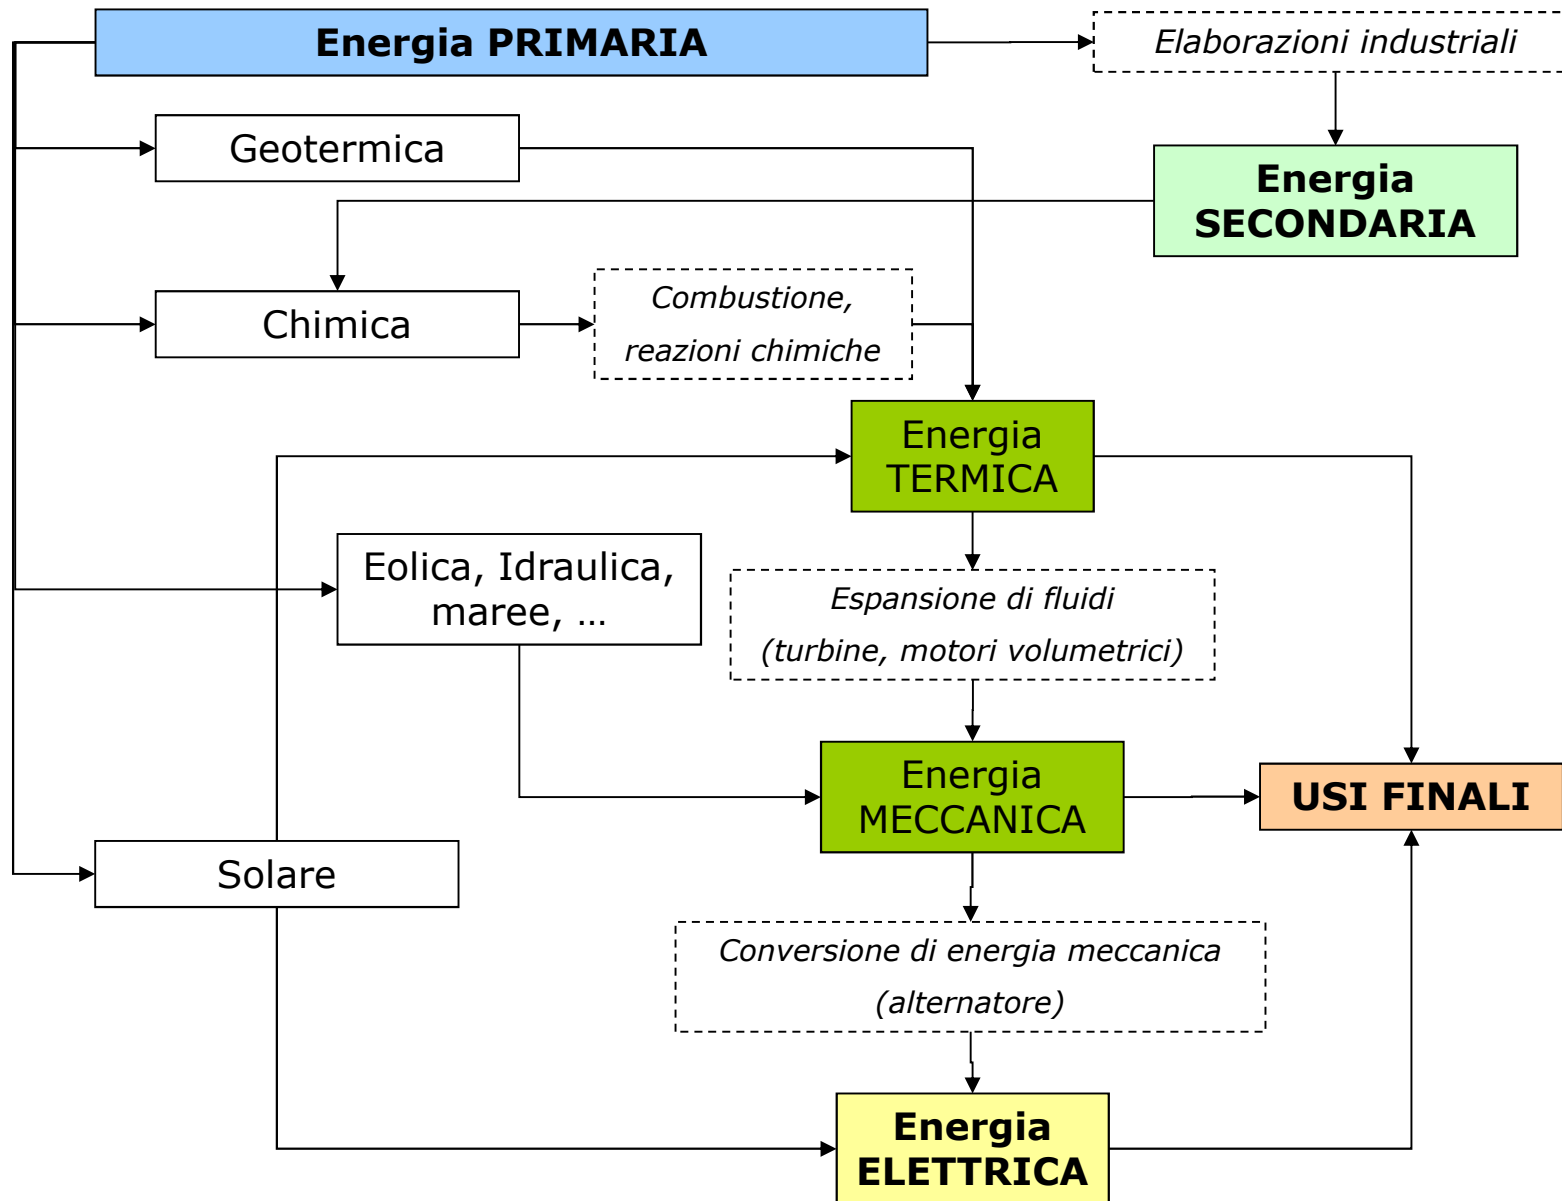 Energia PRIMARIA
Elaborazioni industriali
Geotermica
Energia
SECONDARIA
Chimica
Combustione,
reazioni chimiche
Energia
TERMICA
Eolica, Idraulica,
maree, ...
Espansione di fluidi
(turbine, motori volumetrici)
Energia
MECCANICA
USI FINALI
Solare
Conversione di energia meccanica
(alternatore)
Energia
ELETTRICA